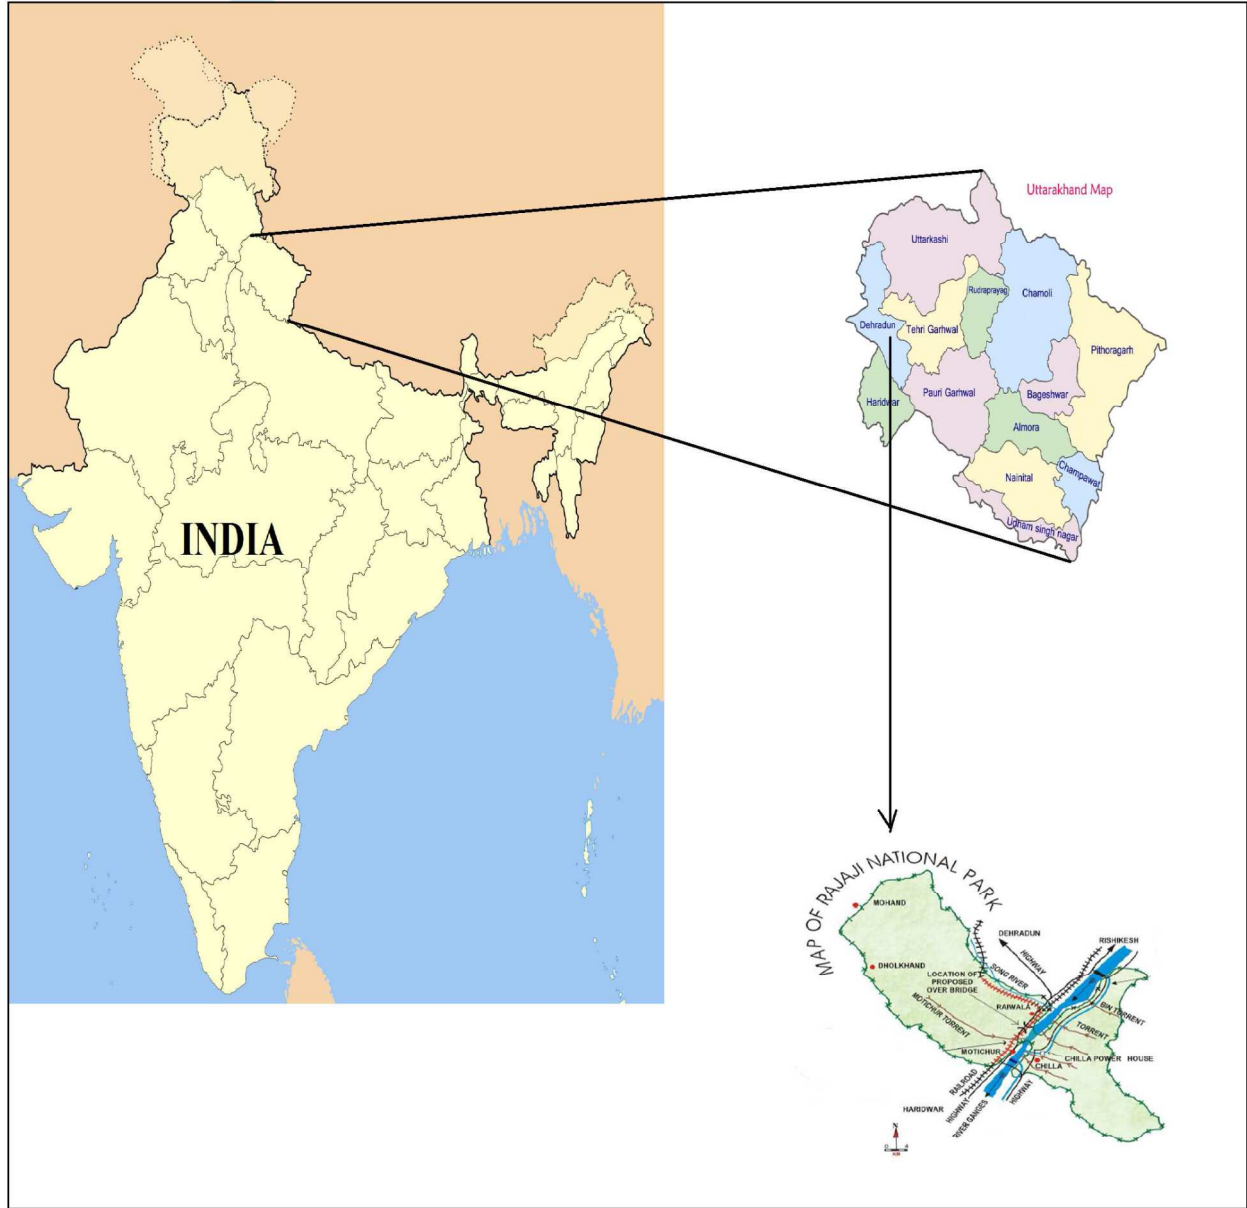 INDIA
Uttarakhand Map
Uttarkashi
Rudraprayag
Chamoli
Dehradun
Tehri Garhwal
Pithoragarh
Haridwar
Pauri Garhwal
Bageshwar
Almora
Nainital
Champawat
Udham singh nagar
MAP OF RAJAJI NATIONAL PARK
MOHAND
DEHRADUN
RISHIKESH
HIGHWAY
DHOLKHAND
SONG RIVER
LOCATION OF
PROPOSED
OVER BRIDGE
RAIWALA
MOTICHUR TORRENT
BIN TORRENT
TORRENT
MOTICHUR
CHILLA POWER HOUSE
CHILLA
RAILROAD
HIGHWAY
HARIDWAR
HIGHWAY
RIVER GANGES
N
KM